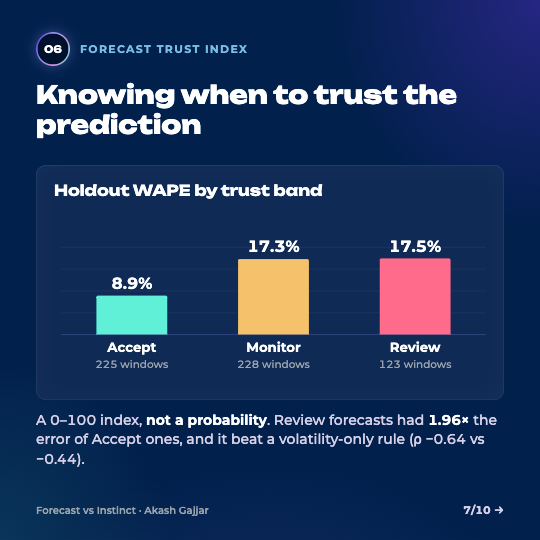 06 FORECAST TRUST INDEX
Knowing when to trust the
prediction
Holdout WAPE by trust band
8.9% 17.3% 17.5%
Accept Monitor Review
225 windows 228 windows 123 windows
A 0–100 index, not a probability. Review forecasts had 1.96× the
error of Accept ones, and it beat a volatility-only rule (ρ −0.64 vs
−0.44).
Forecast vs Instinct · Akash Gajjar 7/10 →